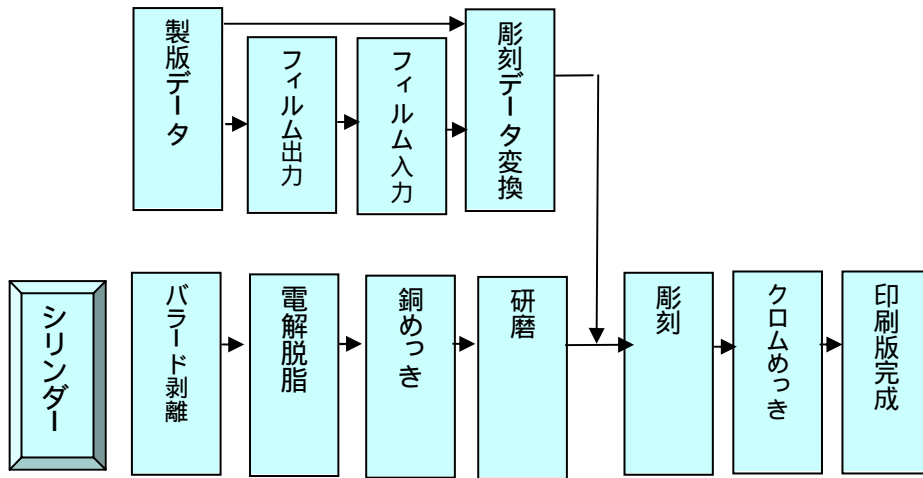 製版データ
フィルム出力
フィルム入力
彫刻データ変換
シリンダー
バラード剥離
電解脱脂
銅めっき
研磨
彫刻
クロムめっき
印刷版完成